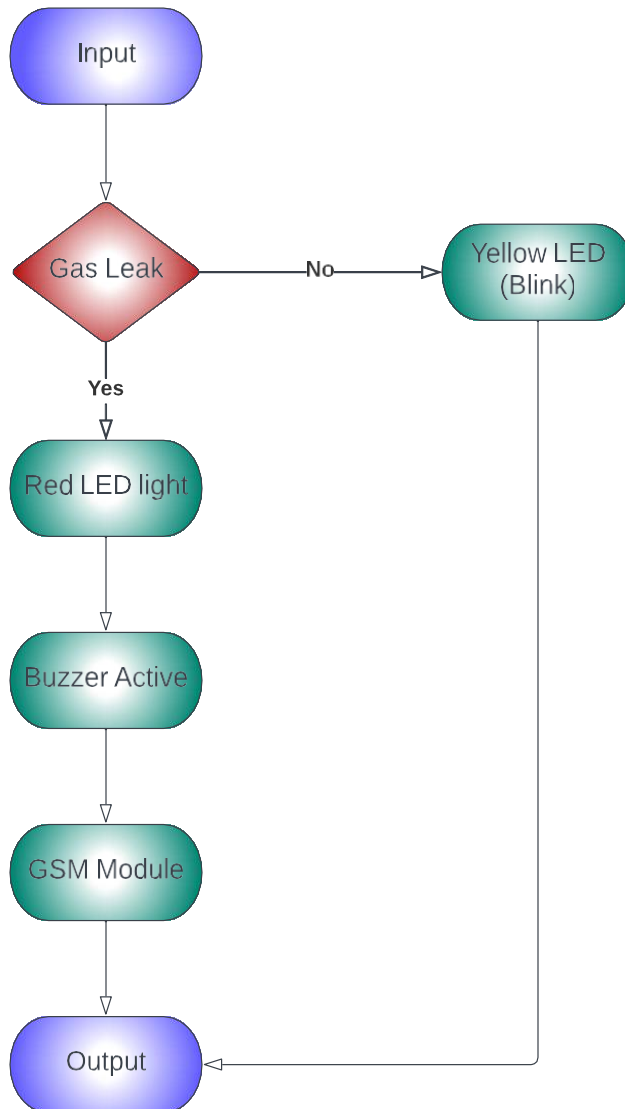 Input
Gas Leak
No
Yellow LED
(Blink)
Yes
Red LED light
Buzzer Active
GSM Module
Output